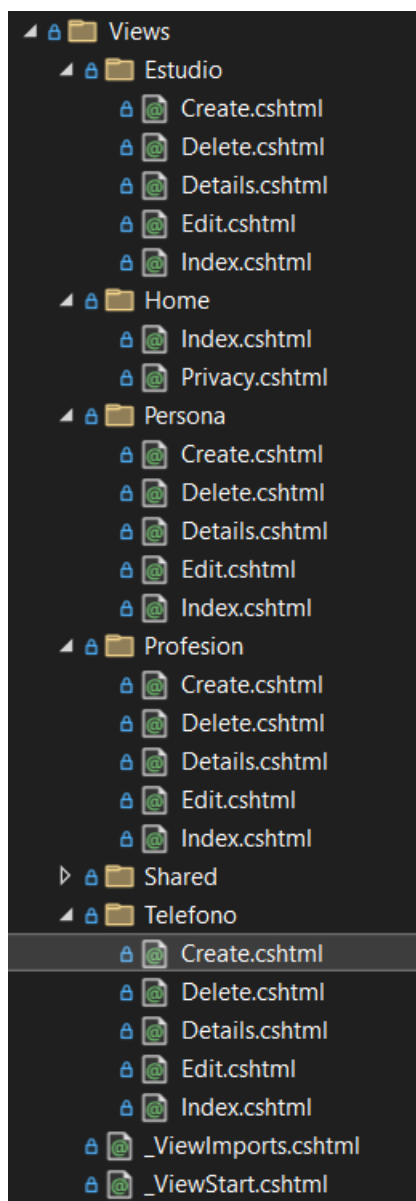 Views
Estudio
Create.cshtml
Delete.cshtml
Details.cshtml
Edit.cshtml
Index.cshtml
Home
Index.cshtml
Privacy.cshtml
Persona
Create.cshtml
Delete.cshtml
Details.cshtml
Edit.cshtml
Index.cshtml
Profesion
Create.cshtml
Delete.cshtml
Details.cshtml
Edit.cshtml
Index.cshtml
Shared
Telefono
Create.cshtml
Delete.cshtml
Details.cshtml
Edit.cshtml
Index.cshtml
_ViewImports.cshtml
_ViewStart.cshtml